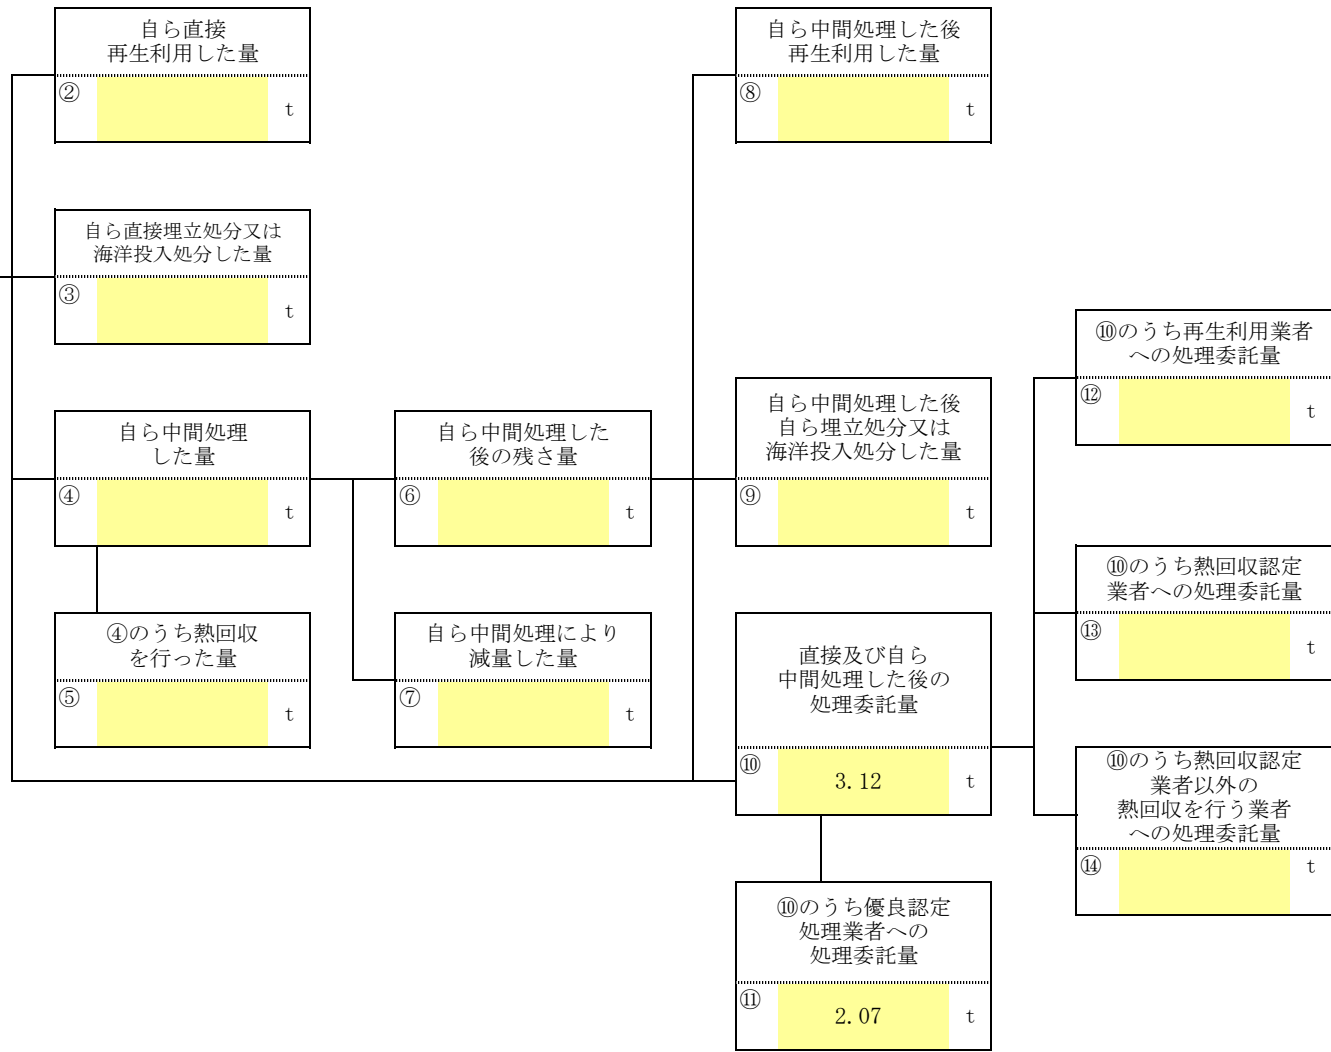 自ら直接
再生利用した量
②
t
自ら中間処理した後
再生利用した量
⑧
t
自ら直接埋立処分又は
海洋投入処分した量
③
t
⑩のうち再生利用業者
への処理委託量
⑫
t
自ら中間処理
した量
④
t
自ら中間処理した
後の残さ量
⑥
t
自ら中間処理した後
自ら埋立処分又は
海洋投入処分した量
⑨
t
⑩のうち熱回収認定
業者への処理委託量
⑬
t
④のうち熱回収
を行った量
⑤
t
自ら中間処理により
減量した量
⑦
t
直接及び自ら
中間処理した後の
処理委託量
⑩
3.12
t
⑩のうち熱回収認定
業者以外の
熱回収を行う業者
への処理委託量
⑭
t
⑩のうち優良認定
処理業者への
処理委託量
⑪
2.07
t